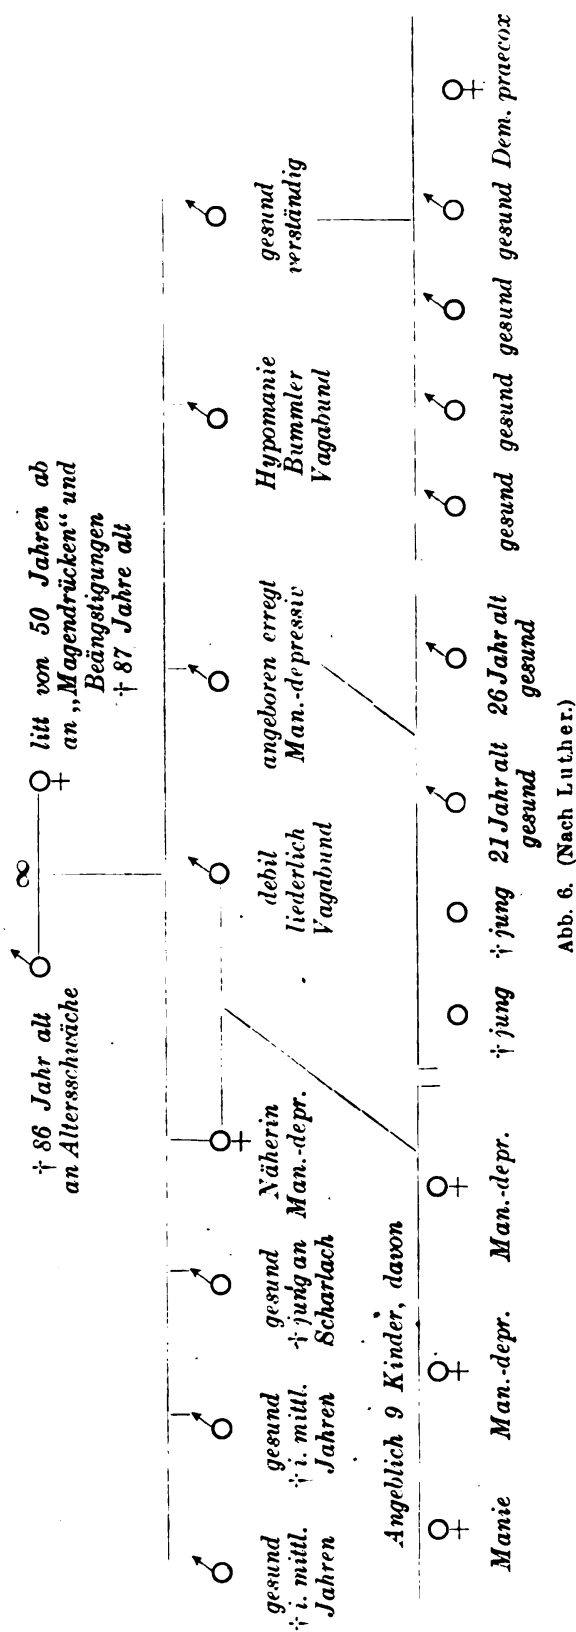 † 86 Jahr alt
an Altersschwäche
∞
litt von 50 Jahren ab
an „Magendrücken“ und
Beängstigungen
† 87 Jahre alt
gesund
† i. mittl.
Jahren
gesund
† i. mittl.
Jahren
gesund
† jung an
Scharlach
Näherin
Man.-depr.
debil
liederlich
Vagabund
angeboren erregt
Man.-depressiv
Hypomanie
Bummler
Vagabund
gesund
verständig
Angeblich 9 Kinder, davon
Manie
Man.-depr.
Man.-depr.
† jung
† jung
21 Jahr alt
gesund
26 Jahr alt
gesund
gesund
gesund
gesund
gesund
Dem. praecox
Abb. 6. (Nach Luther.)